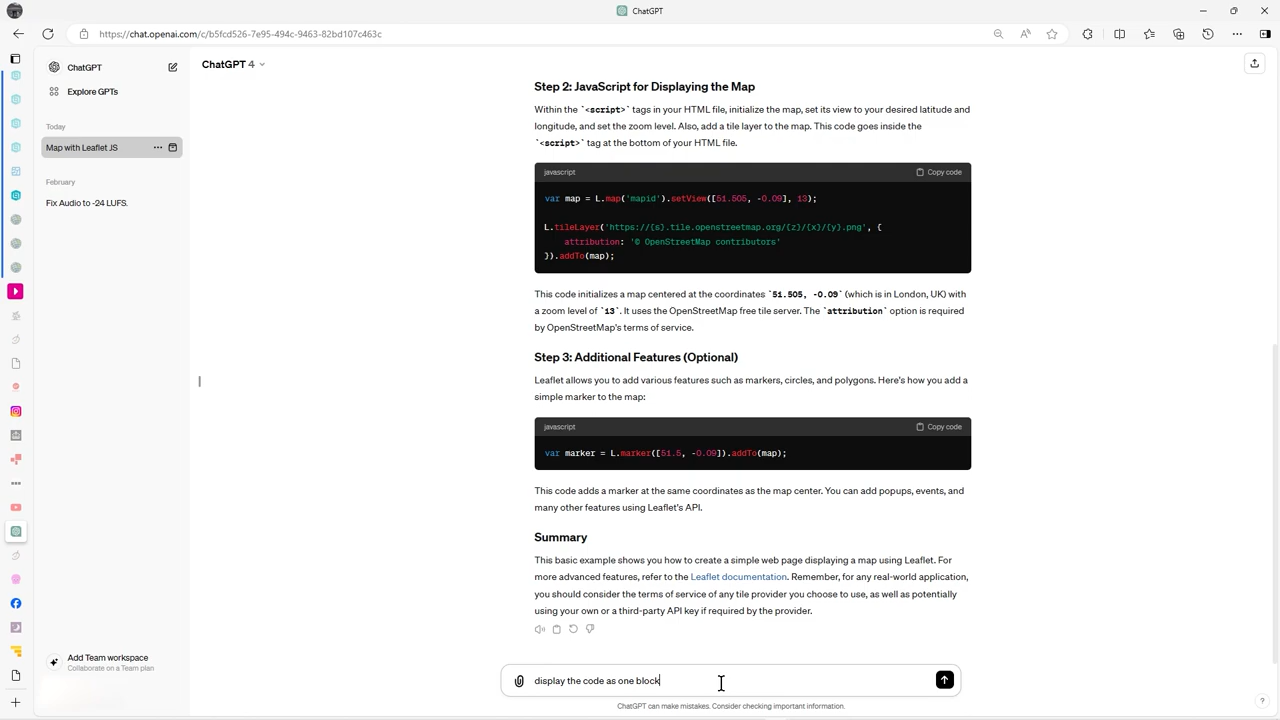 ChatGPT
https://chat.openai.com/c/b5fcd526-7e95-494c-9463-82bd107c463c
ChatGPT
Explore GPTs
Today
Map with Leaflet JS
February
Fix Audio to -24 LUFS.
Add Team workspace
Collaborate on a Team plan
ChatGPT 4
Step 2: JavaScript for Displaying the Map
Within the `<script>` tags in your HTML file, initialize the map, set its view to your desired latitude and
longitude, and set the zoom level. Also, add a tile layer to the map. This code goes inside the
`<script>` tag at the bottom of your HTML file.
javascript
Copy code
var map = L.map('mapid').setView([51.505, -0.09], 13);
L.tileLayer('https://{s}.tile.openstreetmap.org/{z}/{x}/{y}.png', {
attribution: '© OpenStreetMap contributors'
}).addTo(map);
This code initializes a map centered at the coordinates `51.505, -0.09` (which is in London, UK) with
a zoom level of `13`. It uses the OpenStreetMap free tile server. The `attribution` option is required
by OpenStreetMap's terms of service.
Step 3: Additional Features (Optional)
Leaflet allows you to add various features such as markers, circles, and polygons. Here's how you add a
simple marker to the map:
javascript
Copy code
var marker = L.marker([51.5, -0.09]).addTo(map);
This code adds a marker at the same coordinates as the map center. You can add popups, events, and
many other features using Leaflet's API.
Summary
This basic example shows you how to create a simple web page displaying a map using Leaflet. For
more advanced features, refer to the Leaflet documentation. Remember, for any real-world application,
you should consider the terms of service of any tile provider you choose to use, as well as potentially
using your own or a third-party API key if required by the provider.
display the code as one block
ChatGPT can make mistakes. Consider checking important information.
?